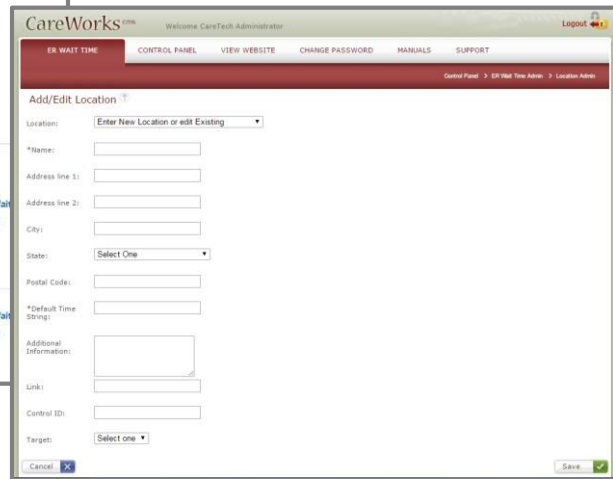 CareWorks CMS Welcome CareTech Administrator Logout
ER WAIT TIME CONTROL PANEL VIEW WEBSITE CHANGE PASSWORD MANUALS SUPPORT
Control Panel > ER Wait Time Admin > Location Admin
Add/Edit Location ?
Location: Enter New Location or edit Existing
*Name:
Address line 1:
Address line 2:
City:
State: Select One
Postal Code:
*Default Time
String:
Additional
Information:
Link:
Control ID:
Target: Select one
Cancel X Save